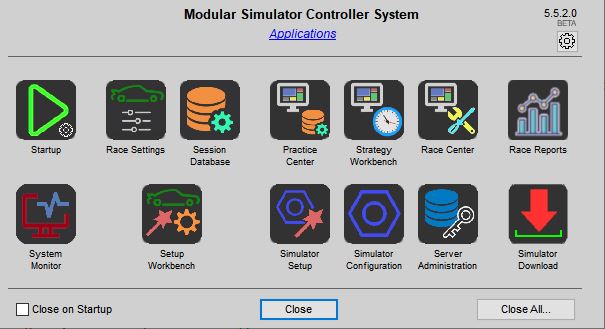 Modular Simulator Controller System
5.5.2.0
BETA
Applications
Startup
Race Settings
Session
Database
Practice
Center
Strategy
Workbench
Race Center
Race Reports
System
Monitor
Setup
Workbench
Simulator
Setup
Simulator
Configuration
Server
Administration
Simulator
Download
Close on Startup
Close
Close All...